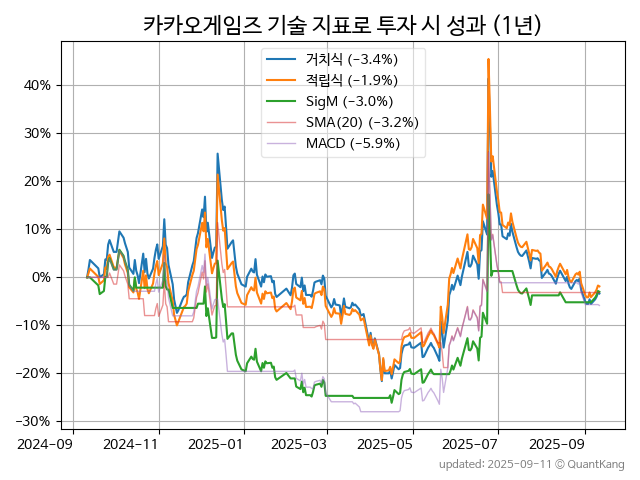 카카오게임즈 기술 지표로 투자 시 성과 (1년)
거치식 (−3.4%)
적립식 (−1.9%)
SigM (−3.0%)
SMA(20) (−3.2%)
MACD (−5.9%)
40%
30%
20%
10%
0%
−10%
−20%
−30%
2024-09 2024-11 2025-01 2025-03 2025-05 2025-07 2025-09
updated: 2025-09-11 © QuantKang